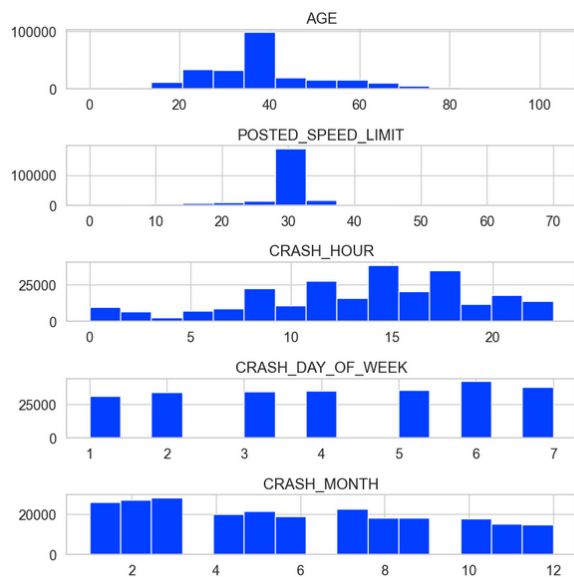 AGE
100000
0
0 20 40 60 80 100
POSTED_SPEED_LIMIT
100000
0
0 10 20 30 40 50 60 70
CRASH_HOUR
25000
0
0 5 10 15 20
CRASH_DAY_OF_WEEK
25000
0
1 2 3 4 5 6 7
CRASH_MONTH
20000
0
2 4 6 8 10 12